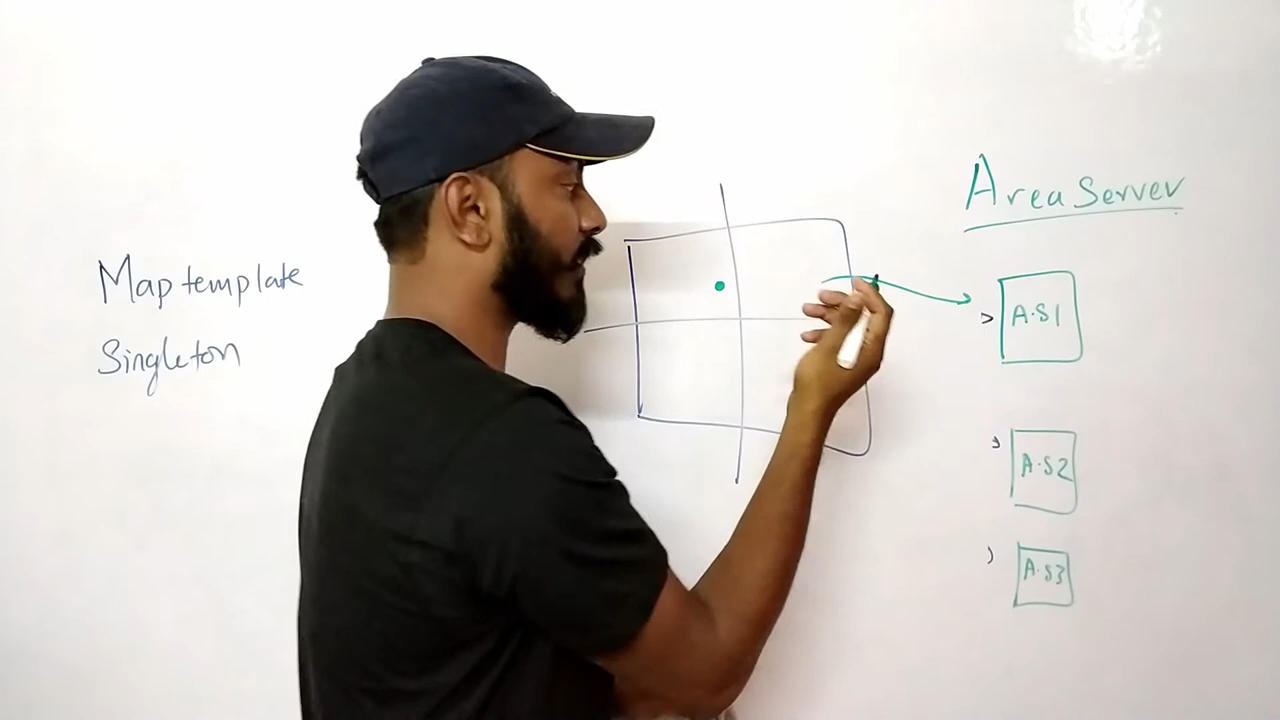 Map template
Singleton
Area Server
A.S1
A.S2
A.S3